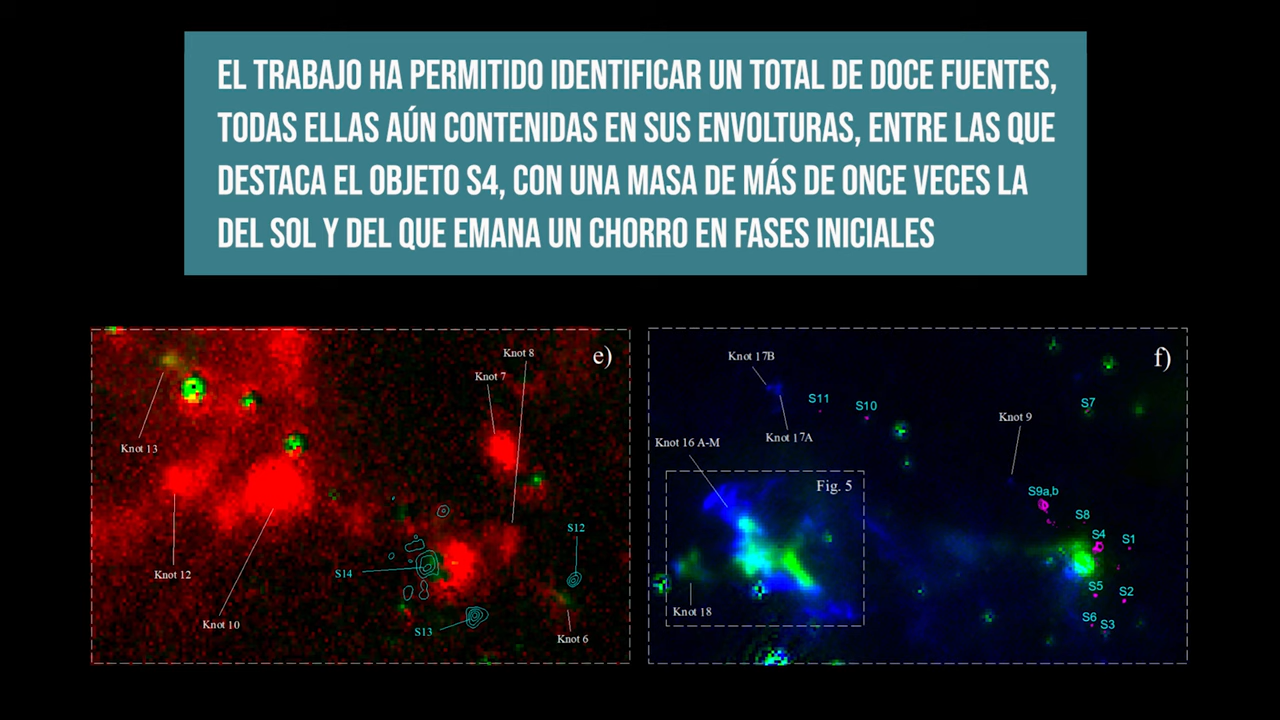 EL TRABAJO HA PERMITIDO IDENTIFICAR UN TOTAL DE DOCE FUENTES,
TODAS ELLAS AÚN CONTENIDAS EN SUS ENVOLTURAS, ENTRE LAS QUE
DESTACA EL OBJETO S4, CON UNA MASA DE MÁS DE ONCE VECES LA
DEL SOL Y DEL QUE EMANA UN CHORRO EN FASES INICIALES
e)
Knot 8
Knot 7
Knot 13
S12
S14
Knot 12
Knot 10
S13
Knot 6
f)
Knot 17B
S11
S10
S7
Knot 9
Knot 17A
Knot 16 A-M
Fig. 5
S9a,b
S8
S4
S1
S5
S2
Knot 18
S6
S3